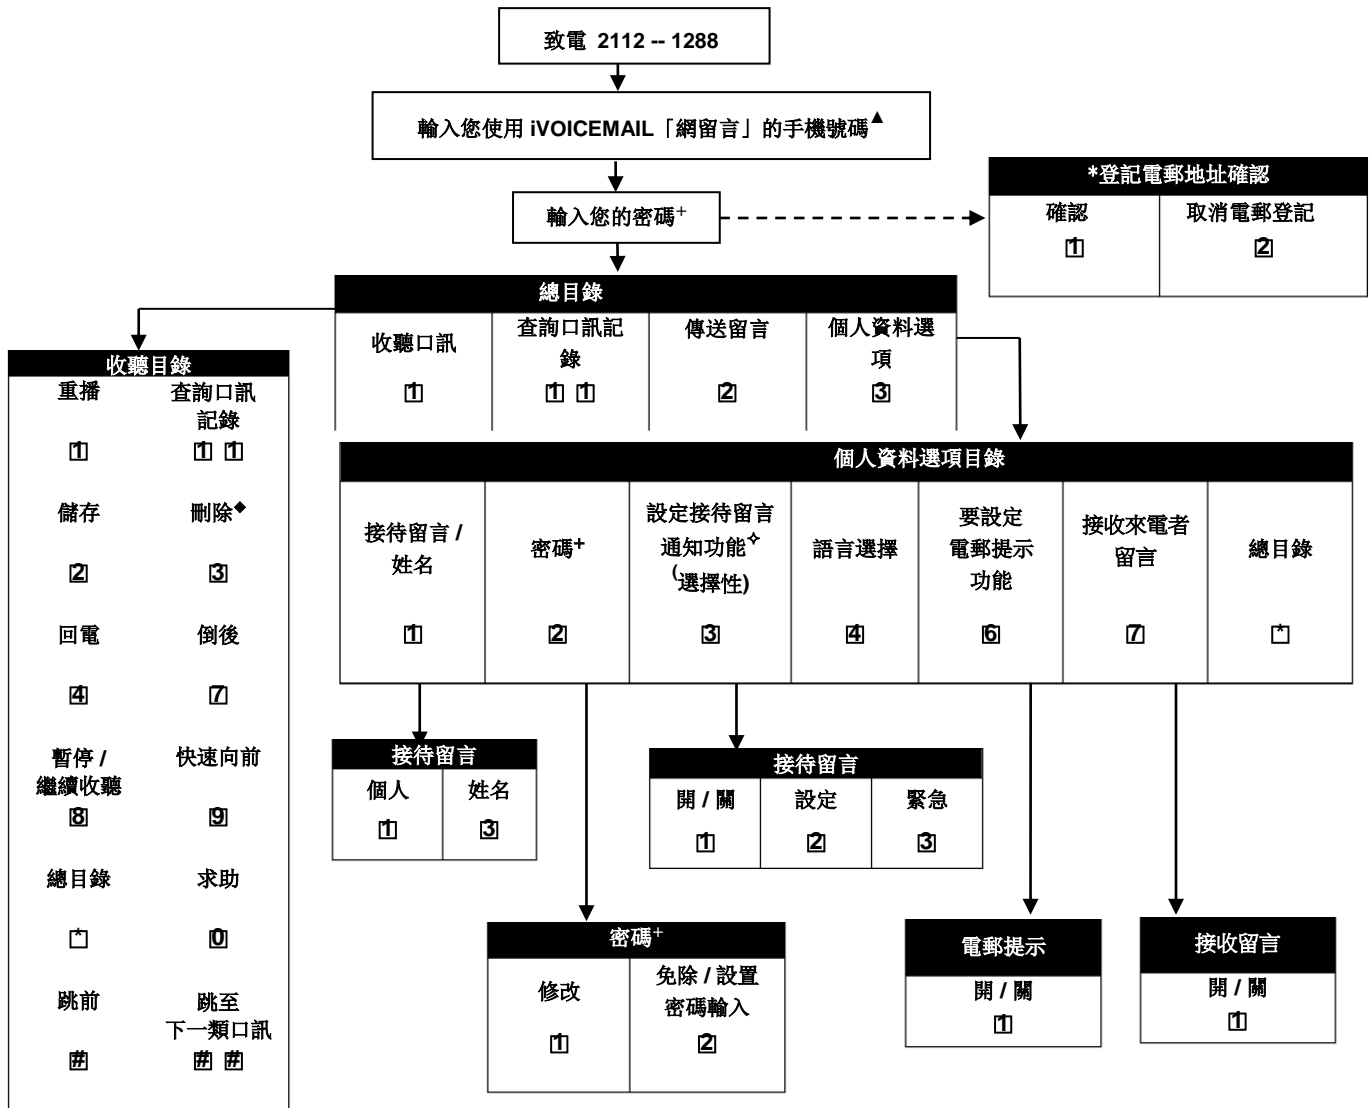 致電 2112 -- 1288
輸入您使用 iVOICEMAIL「網留言」的手機號碼▲
輸入您的密碼+
*登記電郵地址確認
確認 取消電郵登記
1 2
總目錄
收聽口訊 查詢口訊記 傳送留言 個人資料選
錄 項
1 1 1 2 3
收聽目錄
重播 查詢口訊
記錄
1 1 1
儲存 刪除◆
2 3
回電 倒後
4 7
暫停 / 快速向前
繼續收聽
8 9
總目錄 求助
* 0
跳前 跳至
下一類口訊
# # #
個人資料選項目錄
接待留言 / 密碼+ 設定接待留言 語言選擇 要設定 接收來電者 總目錄
姓名 通知功能✧ 電郵提示 留言
(選擇性) 功能
1 2 3 4 6 7 *
接待留言
個人 姓名
1 3
接待留言
開 / 關 設定 緊急
1 2 3
密碼+
修改 免除 / 設置
密碼輸入
1 2
電郵提示
開 / 關
1
接收留言
開 / 關
1